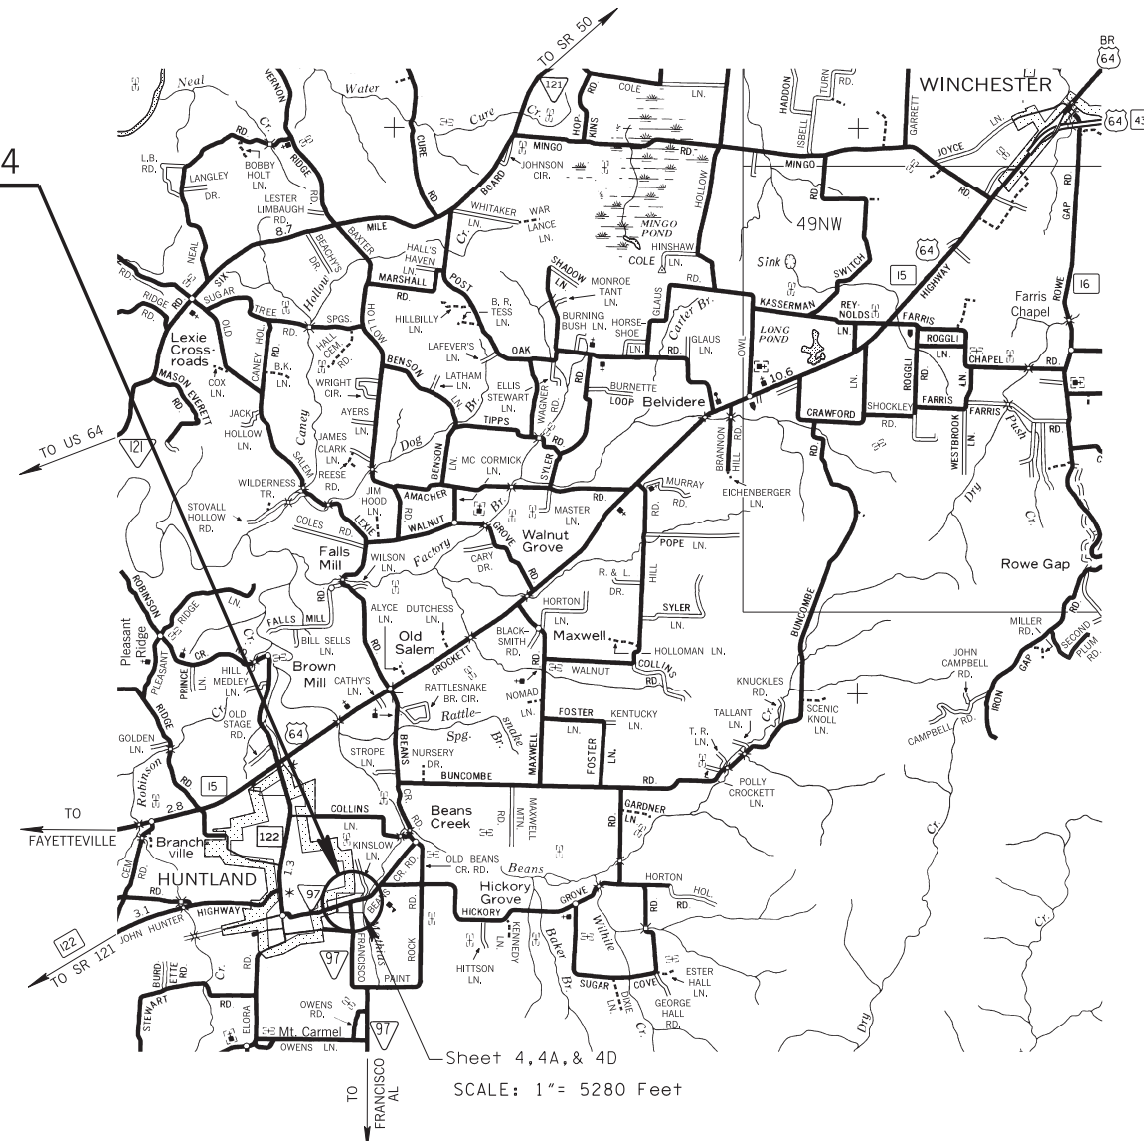 TO SR 50
BR
64
WINCHESTER
64
43
Neal
VERNON
Water
121
COLE
LN.
HOPKINS
RD.
HADDON
ISBELL
TURN
GARRETT
JOYCE
LN.
Cure
Cr.
CURE
RD.
BOARD
MINGO
RD.
MINGO
RD.
JOHNSON
CIR.
4
L.B.
RD.
LANGLEY
DR.
BOBBY
HOLT
LN.
RIDGE
RD.
LESTER
LIMBAUGH
RD.
8.7
MILE
WHITAKER
LN.
WAR
LANCE
LN.
HOLLOW
MINGO
POND
HINSHAW
LN.
COLE
49NW
Sink
SWITCH
64
15
HIGHWAY
GAP
RD.
ROWE
16
NEAL
BEACHY'S
DR.
BAXTER
HALL'S
HAVEN
LN.
MARSHALL
RD.
POST
SHADOW
LN.
MONROE
TANT
LN.
GLAUS
RD.
KASSERMAN
REY-
NOLDS
LN.
FARRIS
Farris
Chapel
RIDGE
RD.
SIX
SUGAR
TREE
RD.
Hollow
SPGS.
HOLLOW
HILLBILLY
LN.
B. R.
TESS
LN.
BURNING
BUSH LN.
HORSE-
SHOE
LN.
Carter Br.
GLAUS
LN.
OWL
LONG
POND
ROGGLI
LN.
CHAPEL
RD.
Lexie
Cross-
roads
OLD
CANEY HOL.
RD.
HALL
CEM.
RD.
BENSON
LAFEVER'S
LN.
OAK
B.K.
LN.
COX
LN.
MASON
EVERETT
RD.
WRIGHT
CIR.
LATHAM
LN.
ELLIS
STEWART
LN.
WAGNER
RD.
BURNETTE
LOOP
Belvidere
10.6
CRAWFORD
SHOCKLEY
RD.
ROGGLI
RD.
FARRIS
FARRIS
LN.
RD.
TO US 64
121
JACK
HOLLOW
LN.
Caney
AYERS
LN.
Dog
Br.
TIPPS
RD.
SYLER
JAMES
CLARK
LN.
REESE
RD.
BENSON
LN.
MC CORMICK
LN.
BRANNON
HILL
RD.
EICHENBERGER
LN.
WESTBROOK
LN.
Dry
Cr.
Push
WILDERNESS
TR.
SALEM
STOVALL
HOLLOW
RD.
JIM
HOOD
LN.
AMACHER
RD.
MURRAY
RD.
COLES
RD.
LEXIE
WALNUT
GROVE
RD.
MASTER
LN.
Walnut
Grove
POPE LN.
Falls
Mill
WILSON
LN.
Factory
Br.
CARY
DR.
R. & L.
DR.
HILL
Rowe Gap
ROBINSON
RIDGE
LN.
FALLS MILL
RD.
BILL SELLS
LN.
ALYCE
LN.
DUTCHESS
LN.
HORTON
LN.
SYLER
LN.
BUNCOMBE
RD.
MILLER
RD.
SECOND
PLUM
RD.
Pleasant
Ridge
PLEASANT
RIDGE
RD.
PRINCE
LN.
CR.
HILL
MEDLEY
LN.
Brown
Mill
Old
Salem
CROCKETT
BLACK-
SMITH
RD.
Maxwell
HOLLOMAN LN.
WALNUT
COLLINS
RD.
IRON
GAP
RD.
JOHN
CAMPBELL
RD.
CATHY'S
LN.
RATTLESNAKE
BR. CIR.
NOMAD
LN.
KNUCKLES
RD.
Cr.
OLD
STAGE
RD.
64
Rattle-
snake
Spg.
Br.
FOSTER
LN.
KENTUCKY
LN.
TALLANT
LN.
SCENIC
KNOLL
LN.
CAMPBELL
RD.
GOLDEN
LN.
Robinson
STROPE
LN.
BEANS
CR.
NURSERY
DR.
MAXWELL
RD.
FOSTER
LN.
T. R.
LN.
BUNCOMBE
RD.
POLLY
CROCKETT
LN.
15
2.8
TO
FAYETTEVILLE
COLLINS
LN.
Beans
Creek
MAXWELL
MTN.
GARDNER
LN
122
1.3
KINSLOW
LN.
Branch-
ville
HUNTLAND
CEM.
RD.
OLD BEANS
CR. RD.
Beans
Hickory
Grove
GROVE
HORTON
HOL.
RD.
RD.
97
HIGHWAY
3.1
JOHN HUNTER
122
TO SR 121
BEANS
CR. RD.
HICKORY
KENNEDY
LN.
HITTSON
LN.
Baker
Br.
Wilhite
Cr.
97
FRANCISCO
ROCK
RD.
PAINT
SUGAR
COVE
DIXIE
LN.
ESTER
HALL
LN.
GEORGE
HALL
RD.
BURD-
ETTE
RD.
STEWART
RD.
ELORA
RD.
OWENS
RD.
Mt. Carmel
OWENS LN.
97
Dry
Cr.
Cr.
Sheet 4,4A,& 4D
SCALE: 1"= 5280 Feet
TO
FRANCISCO
AL